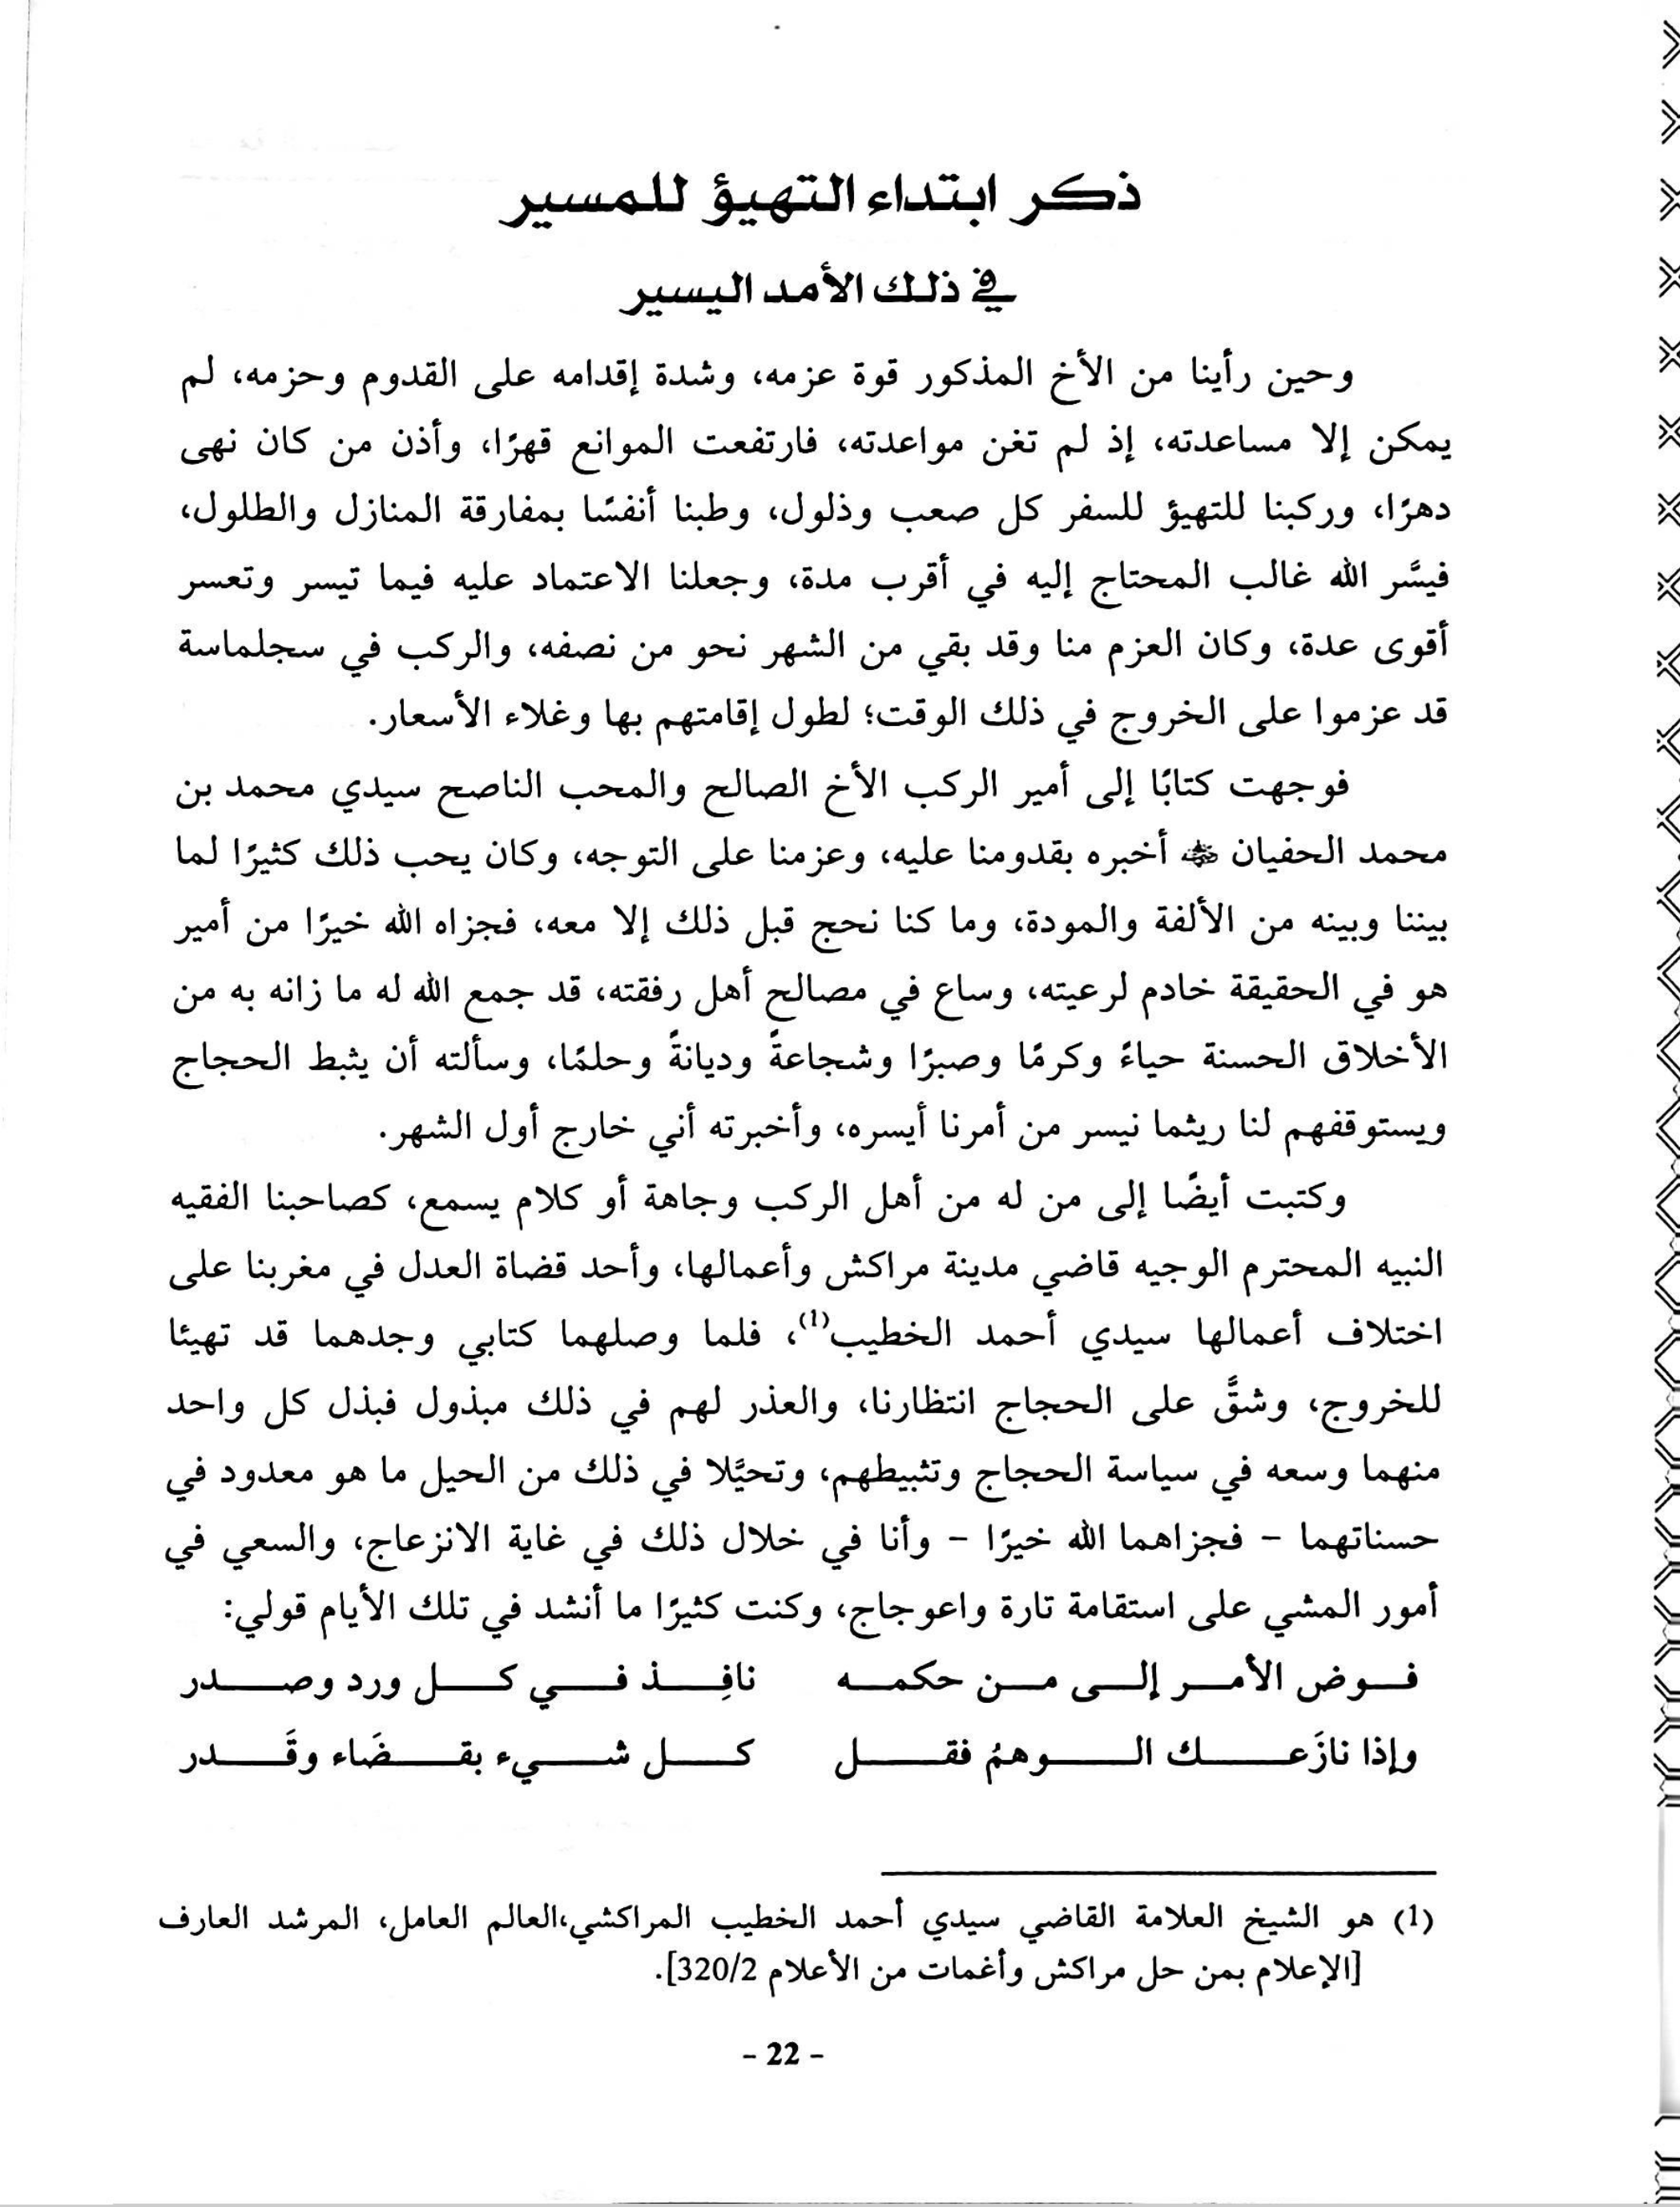 ذكر ابتداء التهيؤ للمسير
في ذلك الأمد اليسير
وحين رأينا من الأخ المذكور قوة عزمه، وشدة إقدامه على القدوم وحزمه، لم
يمكن إلا مساعدته، إذ لم تغن مواعدته، فارتفعت الموانع قهرًا، وأذن من كان نهى
دهرًا، وركبنا للتهيؤ للسفر كل صعب وذلول، وطبنا أنفسًا بمفارقة المنازل والطلول،
فيسَّر الله غالب المحتاج إليه في أقرب مدة، وجعلنا الاعتماد عليه فيما تيسر وتعسر
أقوى عدة، وكان العزم منا وقد بقي من الشهر نحو من نصفه، والركب في سجلماسة
قد عزموا على الخروج في ذلك الوقت؛ لطول إقامتهم بها وغلاء الأسعار.
فوجهت كتابًا إلى أمير الركب الأخ الصالح والمحب الناصح سيدي محمد بن
محمد الحفيان ﷺ أخبره بقدومنا عليه، وعزمنا على التوجه، وكان يحب ذلك كثيرًا لما
بيننا وبينه من الألفة والمودة، وما كنا نحج قبل ذلك إلا معه، فجزاه الله خيرًا من أمير
هو في الحقيقة خادم لرعيته، وساع في مصالح أهل رفقته، قد جمع الله له ما زانه به من
الأخلاق الحسنة حياءً وكرمًا وصبرًا وشجاعةً وديانةً وحلمًا، وسألته أن يثبط الحجاج
ويستوقفهم لنا ريثما نيسر من أمرنا أيسره، وأخبرته أني خارج أول الشهر.
وكتبت أيضًا إلى من له من أهل الركب وجاهة أو كلام يسمع، كصاحبنا الفقيه
النبيه المحترم الوجيه قاضي مدينة مراكش وأعمالها، وأحد قضاة العدل في مغربنا على
اختلاف أعمالها سيدي أحمد الخطيب(1)، فلما وصلهما كتابي وجدهما قد تهيئا
للخروج، وشقَّ على الحجاج انتظارنا، والعذر لهم في ذلك مبذول فبذل كل واحد
منهما وسعه في سياسة الحجاج وتثبيطهم، وتحيَّلا في ذلك من الحيل ما هو معدود في
حسناتهما - فجزاهما الله خيرًا - وأنا في خلال ذلك في غاية الانزعاج، والسعي في
أمور المشي على استقامة تارة واعوجاج، وكنت كثيرًا ما أنشد في تلك الأيام قولي:
فوض الأمر إلى من حكمه نافِذ في كل ورد وصدر
وإذا نازَعك الوهمُ فقل كل شيء بقضَاء وقَدر
(1) هو الشيخ العلامة القاضي سيدي أحمد الخطيب المراكشي،العالم العامل، المرشد العارف
[الإعلام بمن حل مراكش وأغمات من الأعلام 320/2].
- 22 -